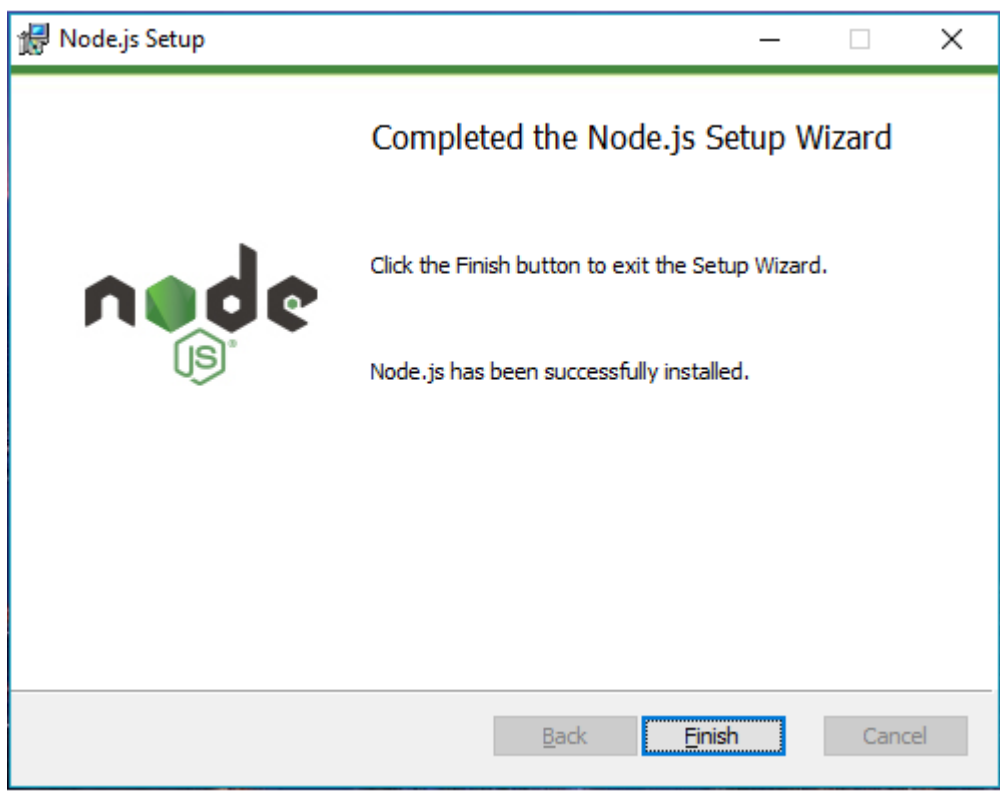 Node.js Setup
Completed the Node.js Setup Wizard
Click the Finish button to exit the Setup Wizard.
node
JS®
Node.js has been successfully installed.
Back
Finish
Cancel